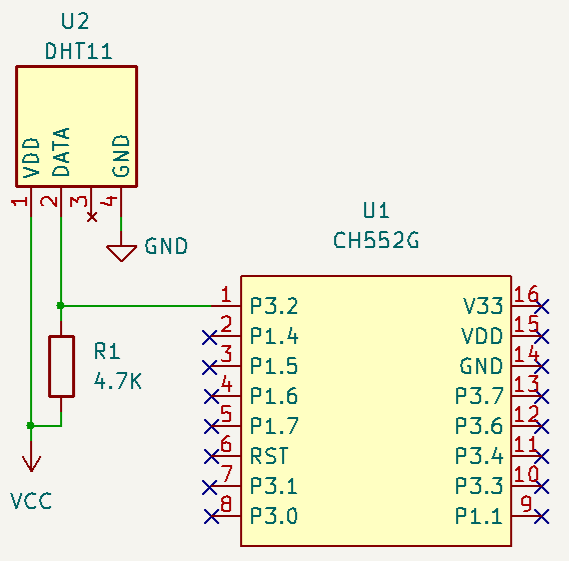 U2
DHT11
VDD
DATA
GND
1
2
3
4
GND
U1
CH552G
R1
4.7K
VCC
1 P3.2 V33 16
2 P1.4 VDD 15
3 P1.5 GND 14
4 P1.6 P3.7 13
5 P1.7 P3.6 12
6 RST P3.4 11
7 P3.1 P3.3 10
8 P3.0 P1.1 9